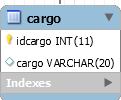 cargo
idcargo INT(11)
cargo VARCHAR(20)
Indexes